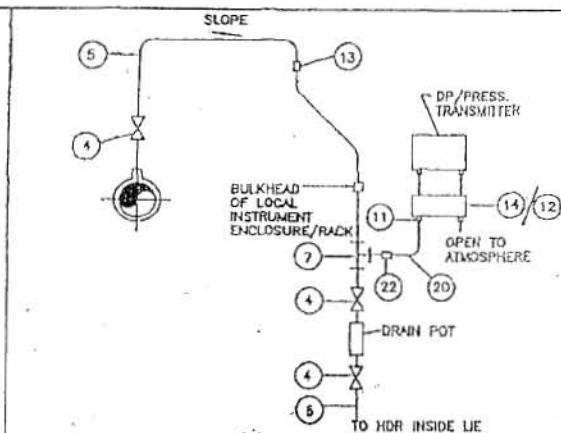 SLOPE
5
13
DP/PRESS.
TRANSMITTER
4
BULKHEAD
OF LOCAL
INSTRUMENT
ENCLOSURE/RACK
11
14/12
OPEN TO
ATMOSPHERE
7
22
20
4
DRAIN POT
4
6
TO HDR INSIDE LIE